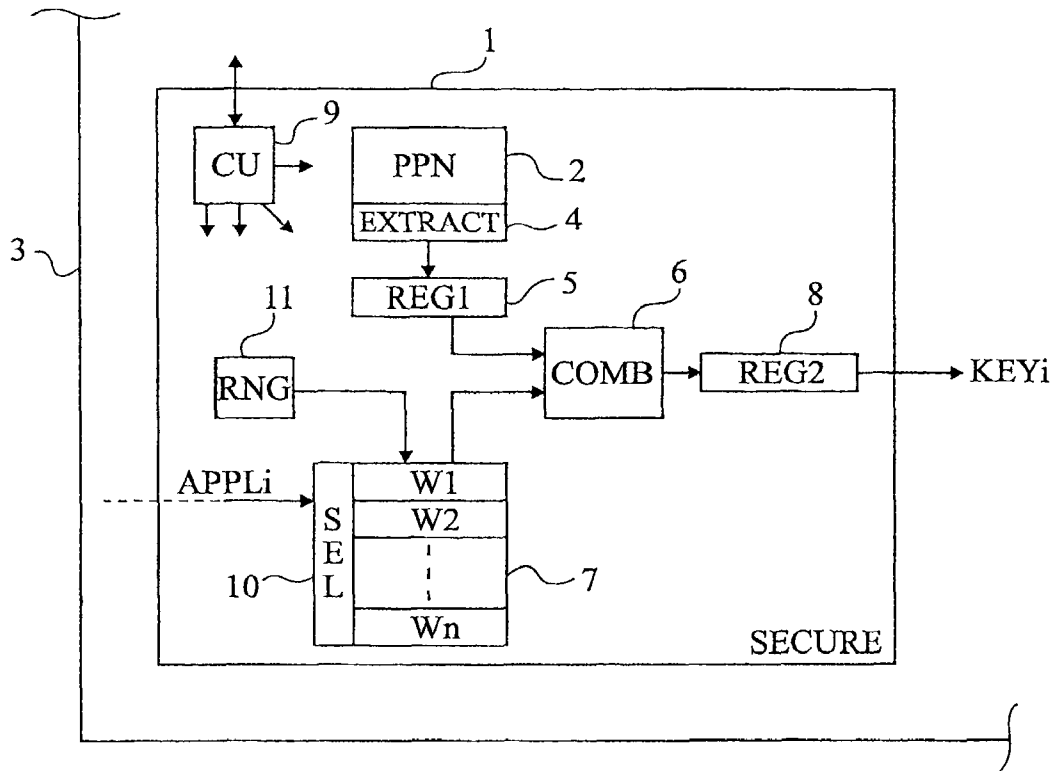 1
9
CU
PPN
2
EXTRACT
4
3
REG1
5
6
11
8
RNG
COMB
REG2
KEYi
APPLi
W1
SEL
W2
10
7
Wn
SECURE